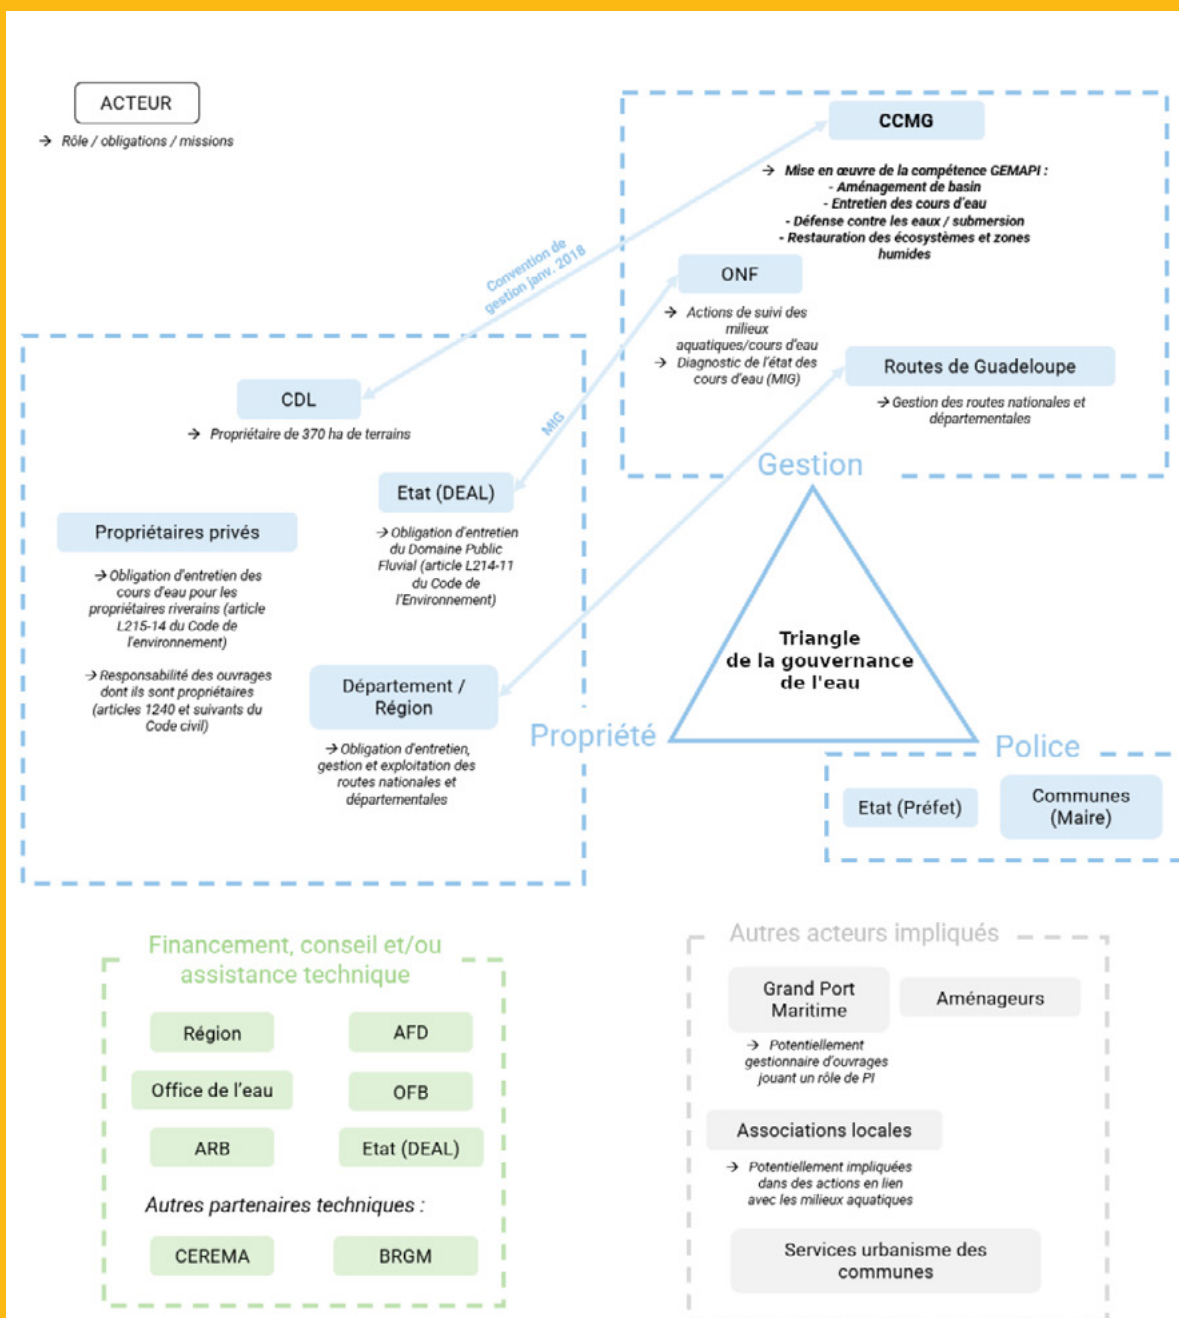 ACTEUR
→ Rôle / obligations / missions
CCMG
→ Mise en œuvre de la compétence GEMAPI :
- Aménagement de basin
- Entretien des cours d'eau
- Défense contre les eaux / submersion
- Restauration des écosystèmes et zones
humides
Convention de
gestion janv. 2018
ONF
→ Actions de suivi des
milieux
aquatiques/cours d'eau
→ Diagnostic de l'état des
cours d'eau (MIG)
Routes de Guadeloupe
→ Gestion des routes nationales et
départementales
Gestion
CDL
→ Propriétaire de 370 ha de terrains
MIG
Etat (DEAL)
→ Obligation d'entretien
du Domaine Public
Fluvial (article L214-11
du Code de
l'Environnement)
Propriétaires privés
→ Obligation d'entretien des
cours d'eau pour les
propriétaires riverains (article
L215-14 du Code de
l'environnement)
→ Responsabilité des ouvrages
dont ils sont propriétaires
(articles 1240 et suivants du
Code civil)
Département /
Région
→ Obligation d'entretien,
gestion et exploitation des
routes nationales et
départementales
Triangle
de la gouvernance
de l'eau
Propriété
Police
Etat (Préfet)
Communes
(Maire)
Financement, conseil et/ou
assistance technique
Région
AFD
Office de l'eau
OFB
ARB
Etat (DEAL)
Autres partenaires techniques :
CEREMA
BRGM
Autres acteurs impliqués
Grand Port
Maritime
Aménageurs
→ Potentiellement
gestionnaire d'ouvrages
jouant un rôle de PI
Associations locales
→ Potentiellement impliquées
dans des actions en lien
avec les milieux aquatiques
Services urbanisme des
communes